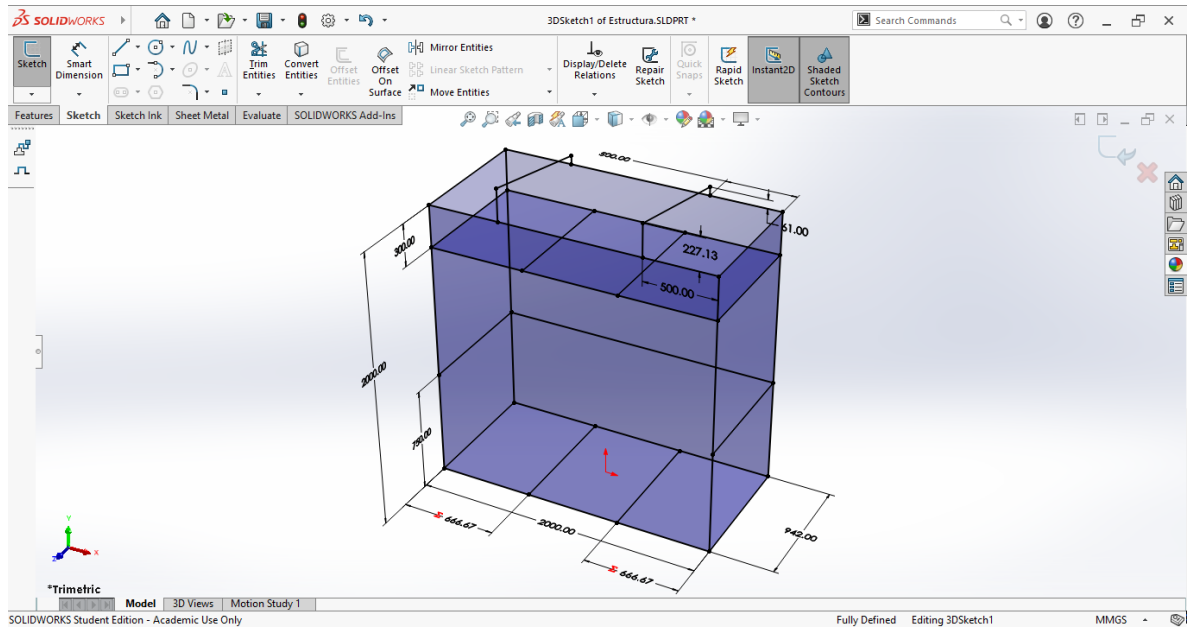 SOLIDWORKS
3DSketch1 of Estructura.SLDPRT *
Search Commands
Sketch
Smart Dimension
Trim Entities
Convert Entities
Offset Entities
Offset On Surface
Mirror Entities
Linear Sketch Pattern
Move Entities
Display/Delete Relations
Repair Sketch
Quick Snaps
Rapid Sketch
Instant2D
Shaded Sketch Contours
Features
Sketch
Sketch Ink
Sheet Metal
Evaluate
SOLIDWORKS Add-Ins
500.00
61.00
300.00
227.13
500.00
2000.00
750.00
Σ 666.67
2000.00
942.00
Σ 666.67
Y
X
Z
*Trimetric
Model
3D Views
Motion Study 1
SOLIDWORKS Student Edition - Academic Use Only
Fully Defined
Editing 3DSketch1
MMGS